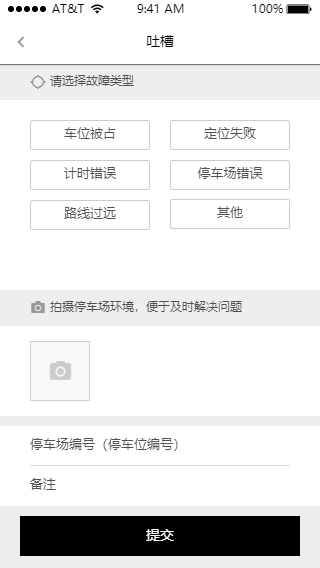 AT&T 9:41 AM 100%
吐槽
请选择故障类型
车位被占 定位失败
计时错误 停车场错误
路线过远 其他
拍摄停车场环境，便于及时解决问题
停车场编号（停车位编号）
备注
提交